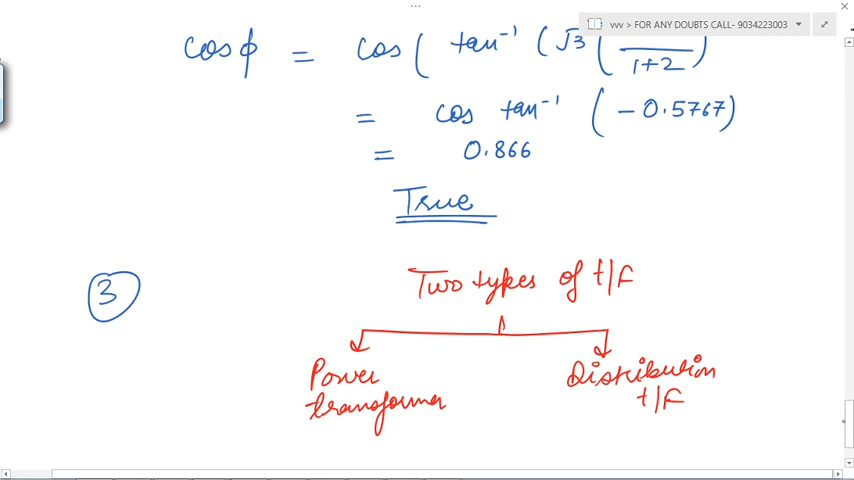 vvv > FOR ANY DOUBTS CALL- 9034223003
cos φ = cos ( tan⁻¹ ( √3 ( / 1+2 )
= cos tan⁻¹ ( -0.5767)
= 0.866
True
3
Two types of t/F
Power transformer
Distribution t/F